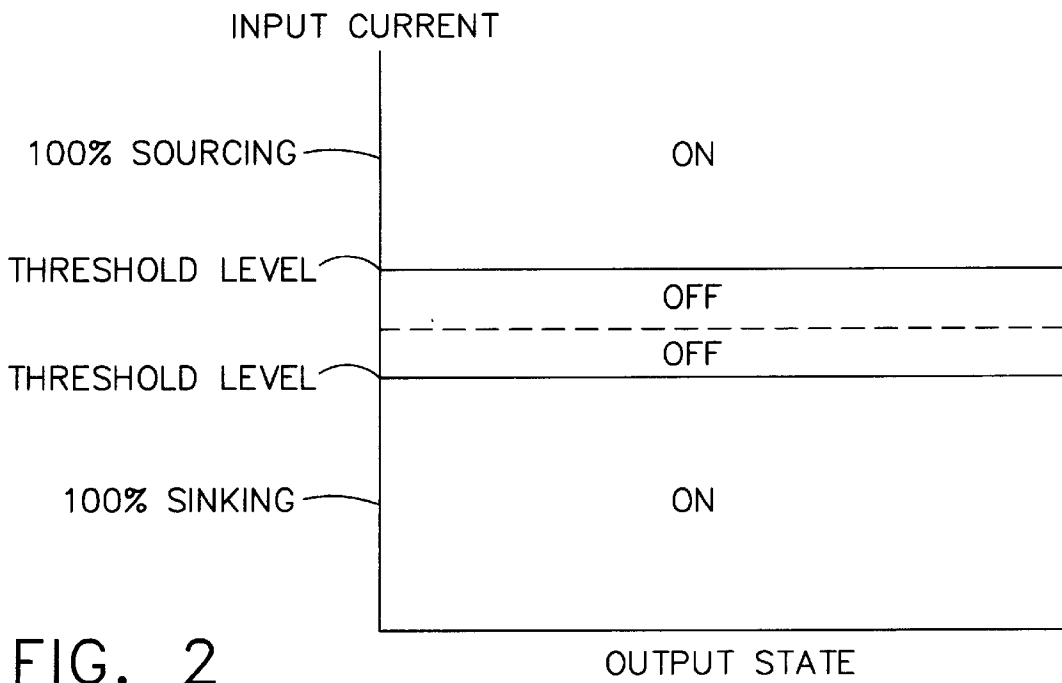 INPUT CURRENT
100% SOURCING
ON
THRESHOLD LEVEL
OFF
OFF
THRESHOLD LEVEL
100% SINKING
ON
FIG. 2
OUTPUT STATE